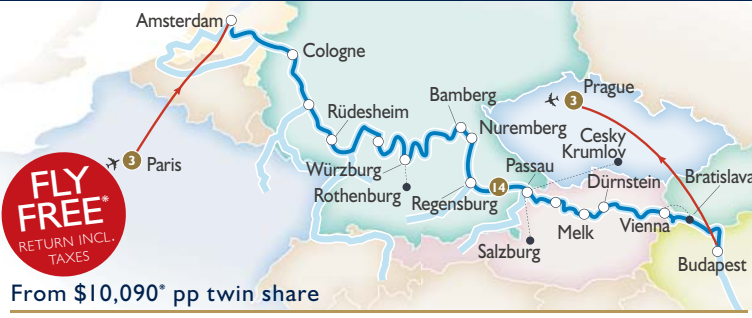 Amsterdam
Cologne
Prague
3
Bamberg
Rüdesheim
Nuremberg
Cesky
Krumlov
3
Paris
Würzburg
14
Passau
Dürnstein
Bratislava
Rothenburg
Regensburg
Melk
Vienna
Salzburg
Budapest
FLY
FREE*
RETURN INCL.
TAXES
From $10,090* pp twin share